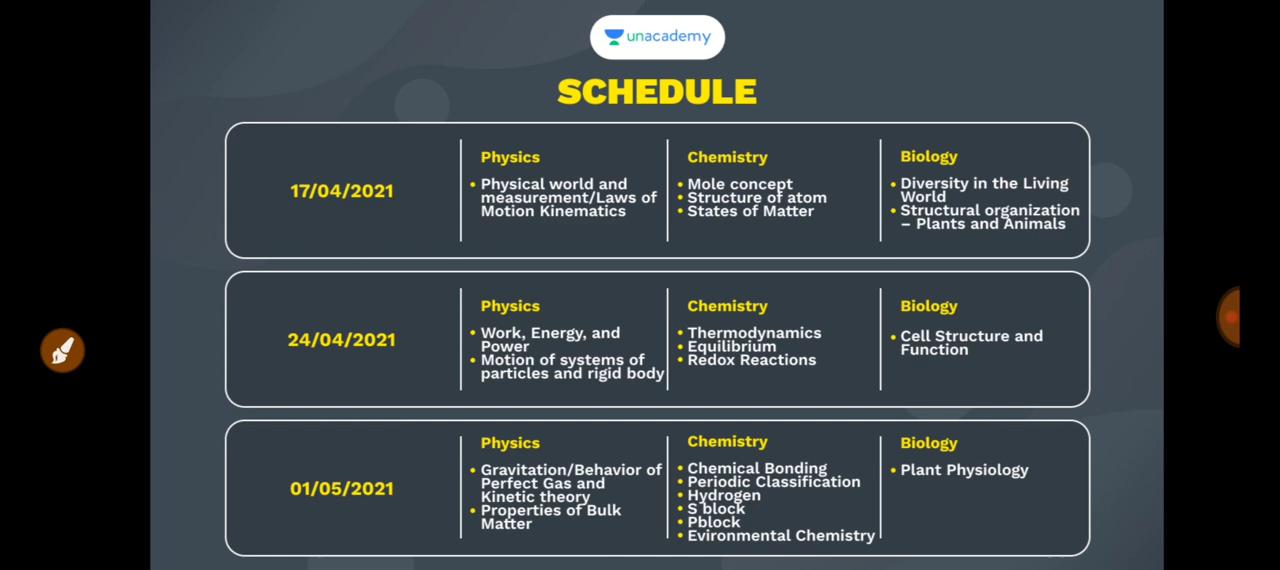 unacademy
SCHEDULE
17/04/2021
Physics
• Physical world and
measurement/Laws of
Motion Kinematics
Chemistry
• Mole concept
• Structure of atom
• States of Matter
Biology
• Diversity in the Living
World
• Structural organization
– Plants and Animals
24/04/2021
Physics
• Work, Energy, and
Power
• Motion of systems of
particles and rigid body
Chemistry
• Thermodynamics
• Equilibrium
• Redox Reactions
Biology
• Cell Structure and
Function
01/05/2021
Physics
• Gravitation/Behavior of
Perfect Gas and
Kinetic theory
• Properties of Bulk
Matter
Chemistry
• Chemical Bonding
• Periodic Classification
• Hydrogen
• S block
• Pblock
• Evironmental Chemistry
Biology
• Plant Physiology